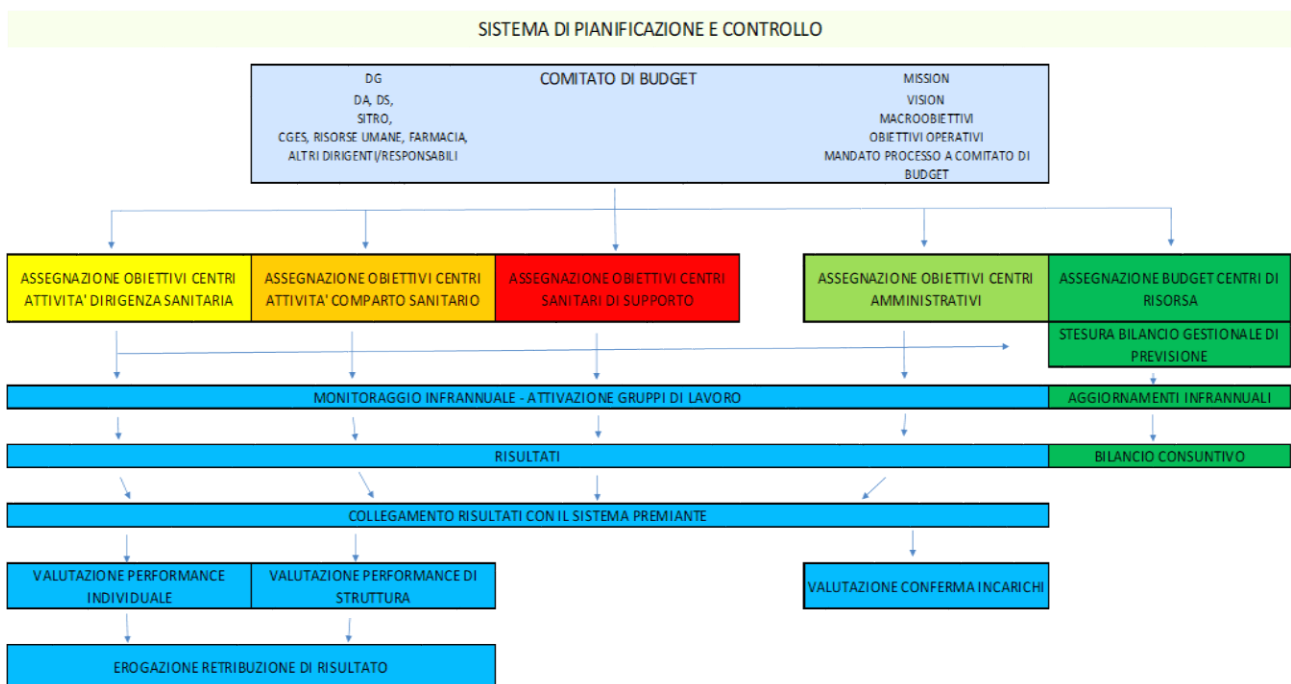 SISTEMA DI PIANIFICAZIONE E CONTROLLO
DG
DA, DS,
SITRO,
CGES, RISORSE UMANE, FARMACIA,
ALTRI DIRIGENTI/RESPONSABILI
COMITATO DI BUDGET
MISSION
VISION
MACROOBIETTIVI
OBIETTIVI OPERATIVI
MANDATO PROCESSO A COMITATO DI
BUDGET
ASSEGNAZIONE OBIETTIVI CENTRI
ATTIVITA' DIRIGENZA SANITARIA
ASSEGNAZIONE OBIETTIVI CENTRI
ATTIVITA' COMPARTO SANITARIO
ASSEGNAZIONE OBIETTIVI CENTRI
SANITARI DI SUPPORTO
ASSEGNAZIONE OBIETTIVI CENTRI
AMMINISTRATIVI
ASSEGNAZIONE BUDGET CENTRI DI
RISORSA
STESURA BILANCIO GESTIONALE DI
PREVISIONE
MONITORAGGIO INFRANNUALE - ATTIVAZIONE GRUPPI DI LAVORO
AGGIORNAMENTI INFRANNUALI
RISULTATI
BILANCIO CONSUNTIVO
COLLEGAMENTO RISULTATI CON IL SISTEMA PREMIANTE
VALUTAZIONE PERFORMANCE
INDIVIDUALE
VALUTAZIONE PERFORMANCE DI
STRUTTURA
VALUTAZIONE CONFERMA INCARICHI
EROGAZIONE RETRIBUZIONE DI RISULTATO